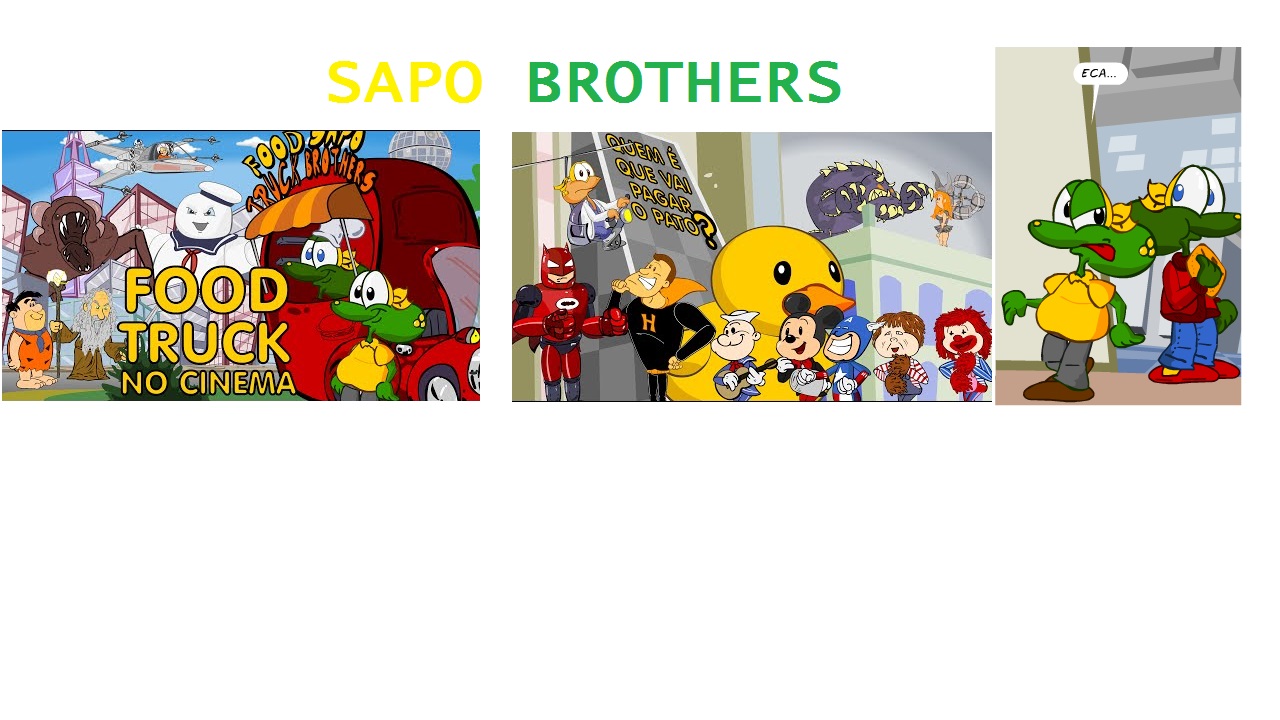 SAPO BROTHERS
FOOD SAPO
TRUCK BROTHERS
FOOD
TRUCK
NO CINEMA
QUEM É
QUE VAI
PAGAR
O PATO?
H
ECA...